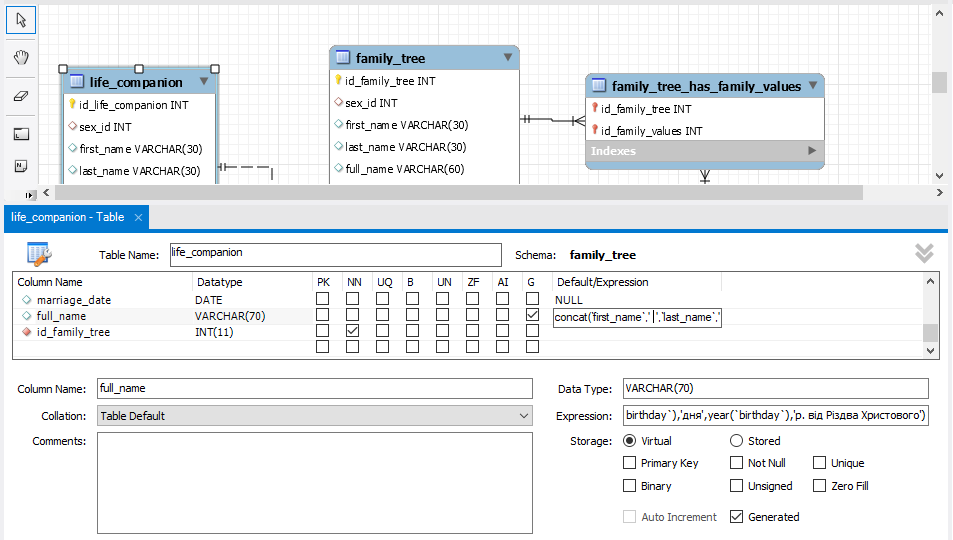 life_companion
id_life_companion INT
sex_id INT
first_name VARCHAR(30)
last_name VARCHAR(30)
family_tree
id_family_tree INT
sex_id INT
first_name VARCHAR(30)
last_name VARCHAR(30)
full_name VARCHAR(60)
family_tree_has_family_values
id_family_tree INT
id_family_values INT
Indexes
life_companion - Table ×
Table Name: life_companion Schema: family_tree
Column Name Datatype PK NN UQ B UN ZF AI G Default/Expression
marriage_date DATE NULL
full_name VARCHAR(70) concat(`first_name`,' ',`last_name`,'
id_family_tree INT(11)
Column Name: full_name Data Type: VARCHAR(70)
Collation: Table Default Expression: birthday`),'дня',year(`birthday`),'р. від Різдва Христового')
Comments: Storage: Virtual Stored
Primary Key Not Null Unique
Binary Unsigned Zero Fill
Auto Increment Generated